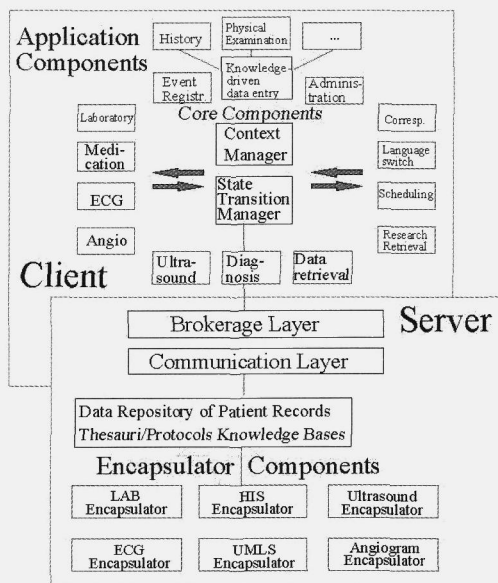 Application
Components
History
Physical
Examination
...
Event
Registr.
Knowledge-
driven
data entry
Adminis-
tration
Core Components
Laboratory
Context
Manager
Corresp.
Medi-
cation
Language
switch
ECG
State
Transition
Manager
Scheduling
Angio
Research
Retrieval
Ultra-
sound
Diag-
nosis
Data
retrieval
Client
Server
Brokerage Layer
Communication Layer
Data Repository of Patient Records
Thesauri/Protocols Knowledge Bases
Encapsulator Components
LAB
Encapsulator
HIS
Encapsulator
Ultrasound
Encapsulator
ECG
Encapsulator
UMLS
Encapsulator
Angiogram
Encapsulator